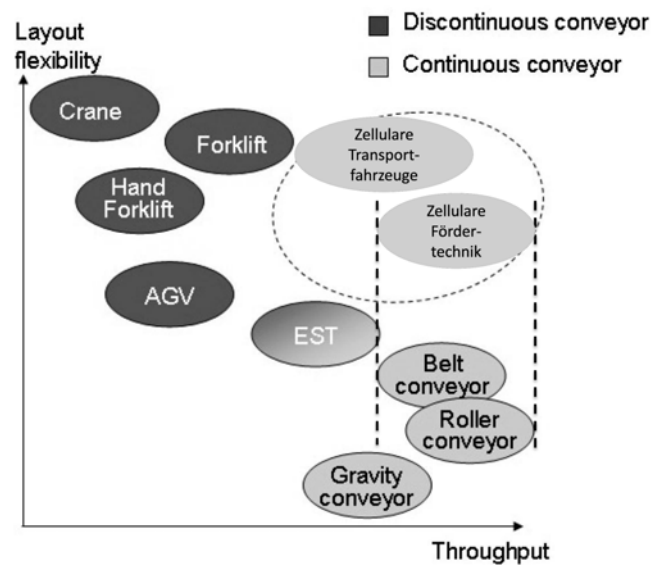 Layout
flexibility
Discontinuous conveyor
Continuous conveyor
Crane
Forklift
Zellulare
Transport-
fahrzeuge
Hand
Forklift
Zellulare
Förder-
technik
AGV
EST
Belt
conveyor
Roller
conveyor
Gravity
conveyor
Throughput